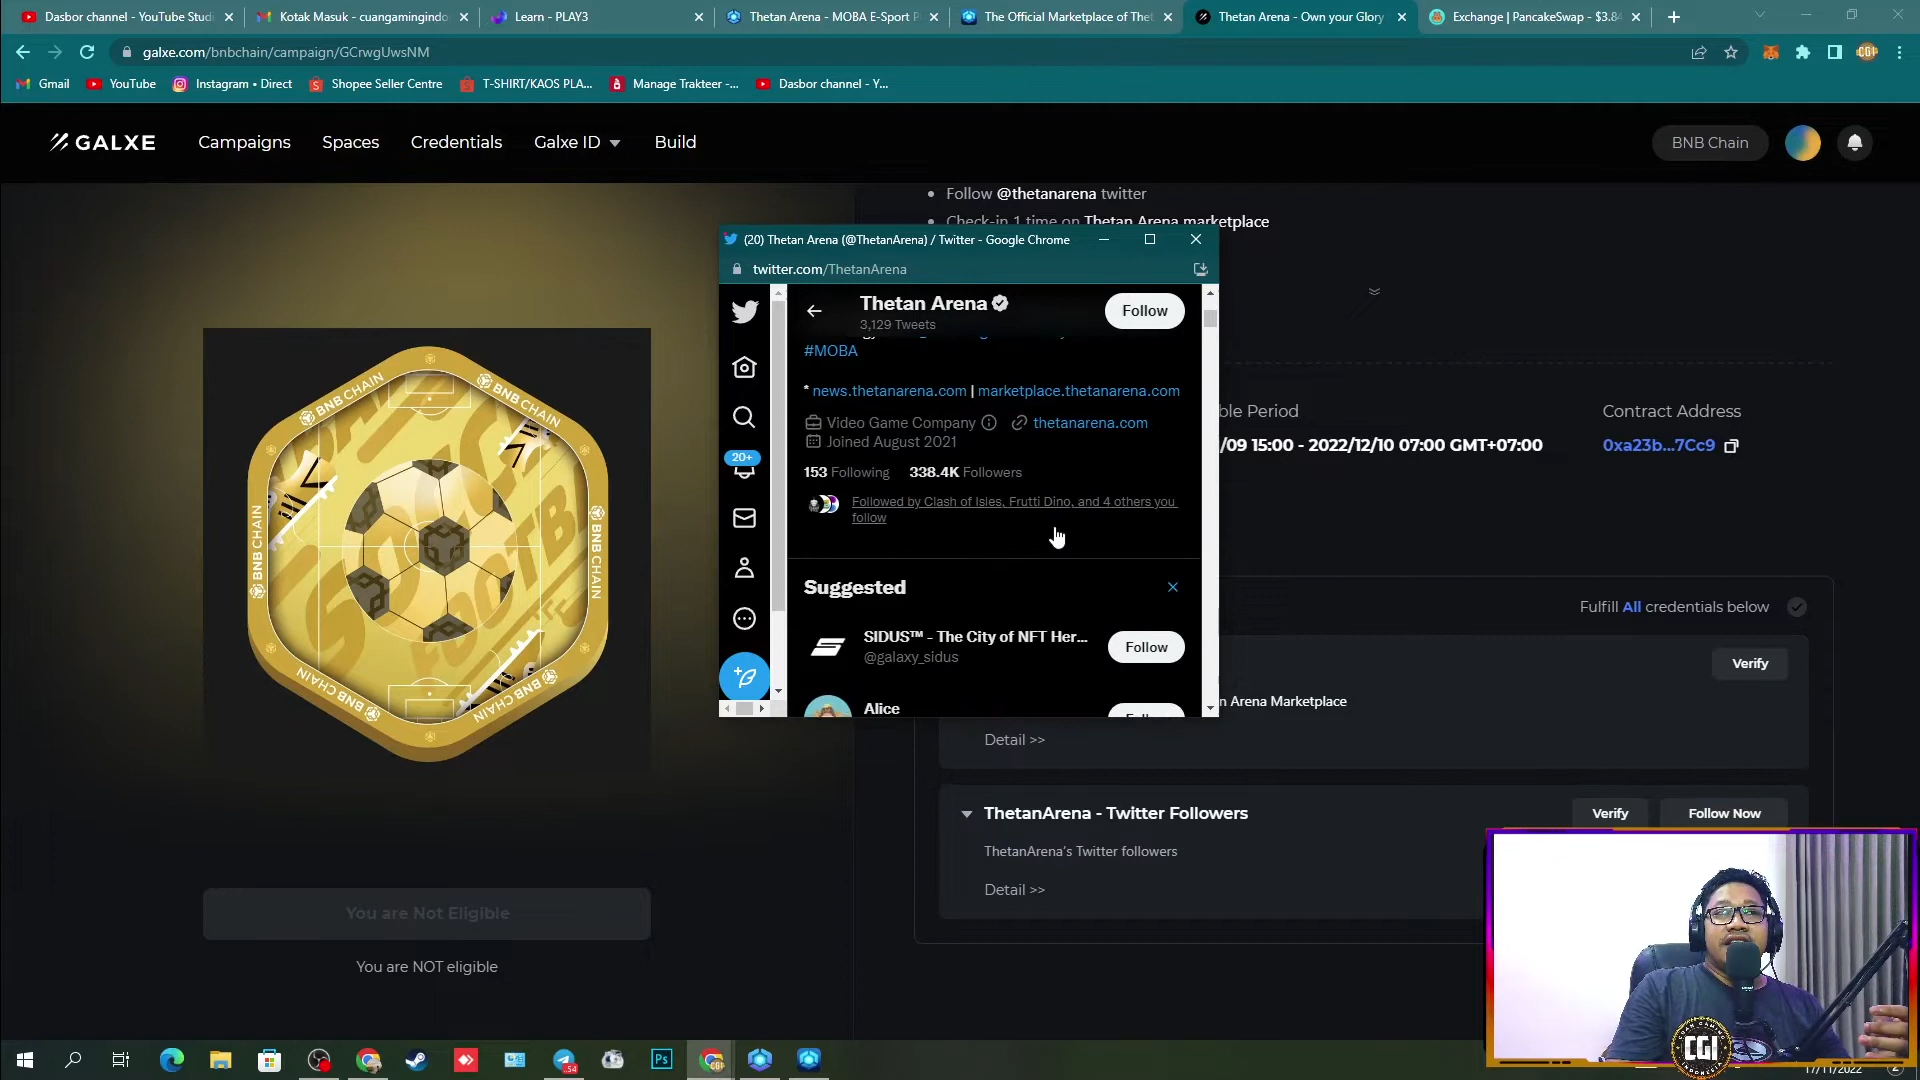 Dasbor channel - YouTube Studi
Kotak Masuk - cuangamingindo
Learn - PLAY3
Thetan Arena - MOBA E-Sport P
The Official Marketplace of Thet
Thetan Arena - Own your Glory
Exchange | PancakeSwap - $3.84
galxe.com/bnbchain/campaign/GCrwgUwsNM
Gmail
YouTube
Instagram • Direct
Shopee Seller Centre
T-SHIRT/KAOS PLA...
Manage Trakteer -...
Dasbor channel - Y...
GALXE
Campaigns
Spaces
Credentials
Galxe ID
Build
BNB Chain
Follow @thetanarena twitter
Check-in 1 time on Thetan Arena marketplace
(20) Thetan Arena (@ThetanArena) / Twitter - Google Chrome
twitter.com/ThetanArena
Thetan Arena
3,129 Tweets
Follow
#MOBA
* news.thetanarena.com | marketplace.thetanarena.com
Video Game Company
thetanarena.com
Joined August 2021
153 Following 338.4K Followers
Followed by Clash of Isles, Frutti Dino, and 4 others you
follow
20+
Suggested
SIDUS™ - The City of NFT Her...
@galaxy_sidus
Follow
Alice
ble Period
/09 15:00 - 2022/12/10 07:00 GMT+07:00
Contract Address
0xa23b...7Cc9
Fulfill All credentials below
Verify
n Arena Marketplace
Detail >>
ThetanArena - Twitter Followers
Verify
Follow Now
ThetanArena's Twitter followers
Detail >>
BNB CHAIN
BNB CHAIN
BNB CHAIN
BNB CHAIN
BNB CHAIN
BNB CHAIN
You are Not Eligible
You are NOT eligible
CGI
54
Ps
17/11/2022